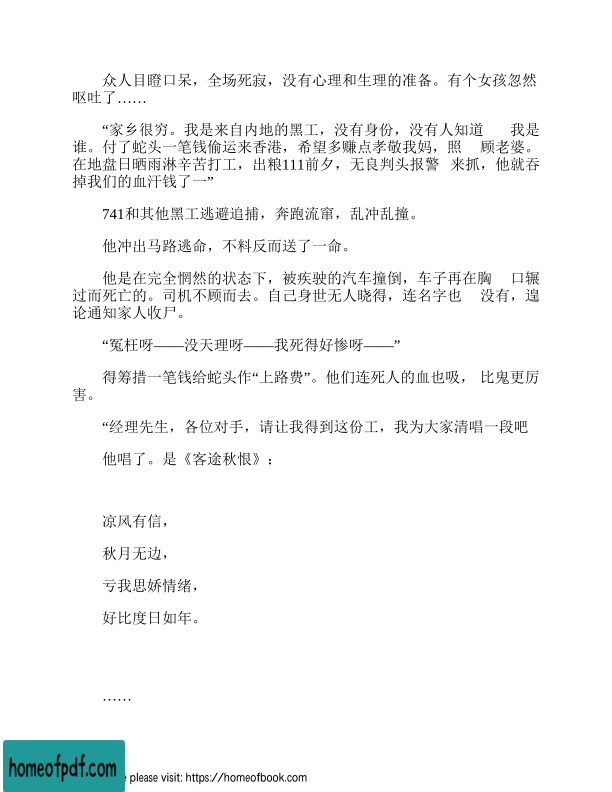 众人目瞪口呆，全场死寂，没有心理和生理的准备。有个女孩忽然
呕吐了……
“家乡很穷。我是来自内地的黑工，没有身份，没有人知道 我是
谁。付了蛇头一笔钱偷运来香港，希望多赚点孝敬我妈，照 顾老婆。
在地盘日晒雨淋辛苦打工，出粮111前夕，无良判头报警 来抓，他就吞
掉我们的血汗钱了一”
741和其他黑工逃避追捕，奔跑流窜，乱冲乱撞。
他冲出马路逃命，不料反而送了一命。
他是在完全惘然的状态下，被疾驶的汽车撞倒，车子再在胸 口辗
过而死亡的。司机不顾而去。自己身世无人晓得，连名字也 没有，遑
论通知家人收尸。
“冤枉呀——没天理呀——我死得好惨呀——”
得筹措一笔钱给蛇头作“上路费”。他们连死人的血也吸， 比鬼更厉
害。
“经理先生，各位对手，请让我得到这份工，我为大家清唱一段吧
他唱了。是《客途秋恨》：
凉风有信，
秋月无边，
亏我思娇情绪，
好比度日如年。
……
homeofpdf.com
e please visit: https://homeofbook.com